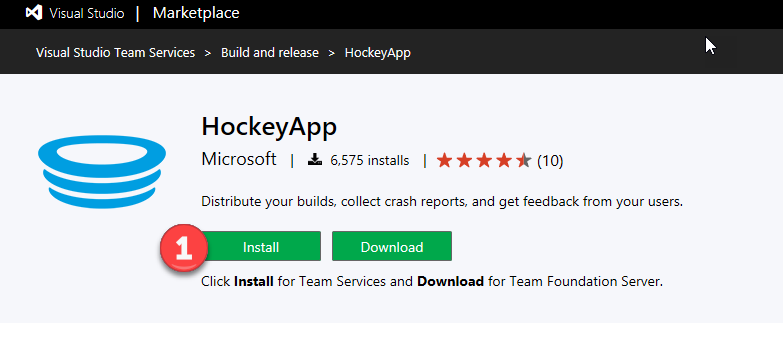 Visual Studio | Marketplace
Visual Studio Team Services > Build and release > HockeyApp
HockeyApp
Microsoft | 6,575 installs | (10)
Distribute your builds, collect crash reports, and get feedback from your users.
1 Install Download
Click Install for Team Services and Download for Team Foundation Server.